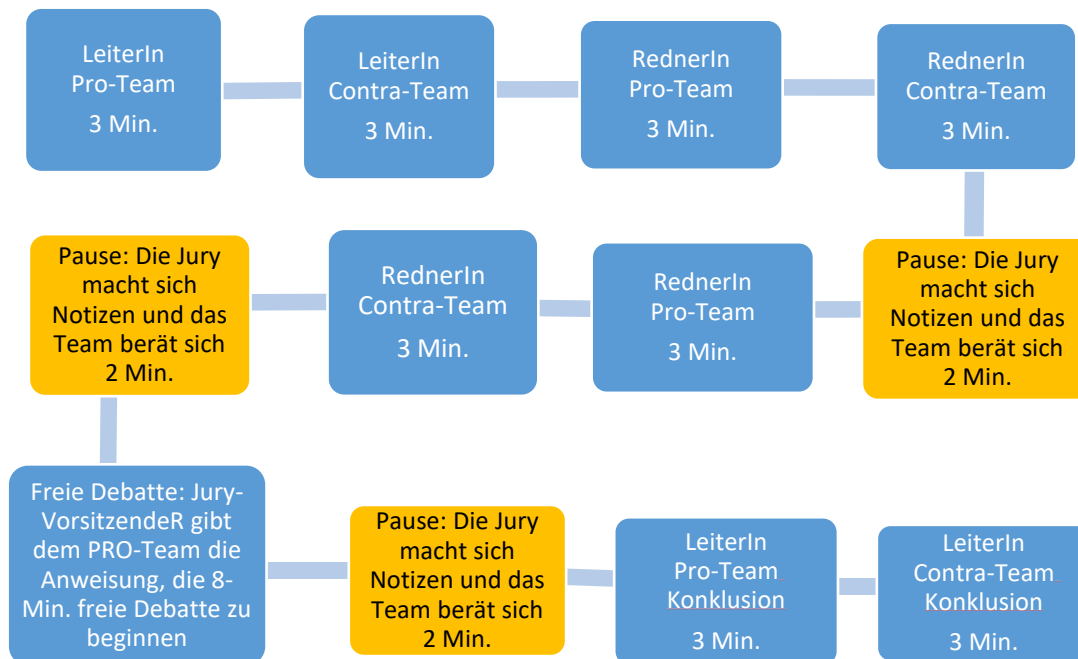 LeiterIn
Pro-Team
3 Min.
LeiterIn
Contra-Team
3 Min.
RednerIn
Pro-Team
3 Min.
RednerIn
Contra-Team
3 Min.
Pause: Die Jury
macht sich
Notizen und das
Team berät sich
2 Min.
RednerIn
Pro-Team
3 Min.
RednerIn
Contra-Team
3 Min.
Pause: Die Jury
macht sich
Notizen und das
Team berät sich
2 Min.
Freie Debatte: Jury-
VorsitzendeR gibt
dem PRO-Team die
Anweisung, die 8-
Min. freie Debatte zu
beginnen
Pause: Die Jury
macht sich
Notizen und das
Team berät sich
2 Min.
LeiterIn
Pro-Team
Konklusion
3 Min.
LeiterIn
Contra-Team
Konklusion
3 Min.